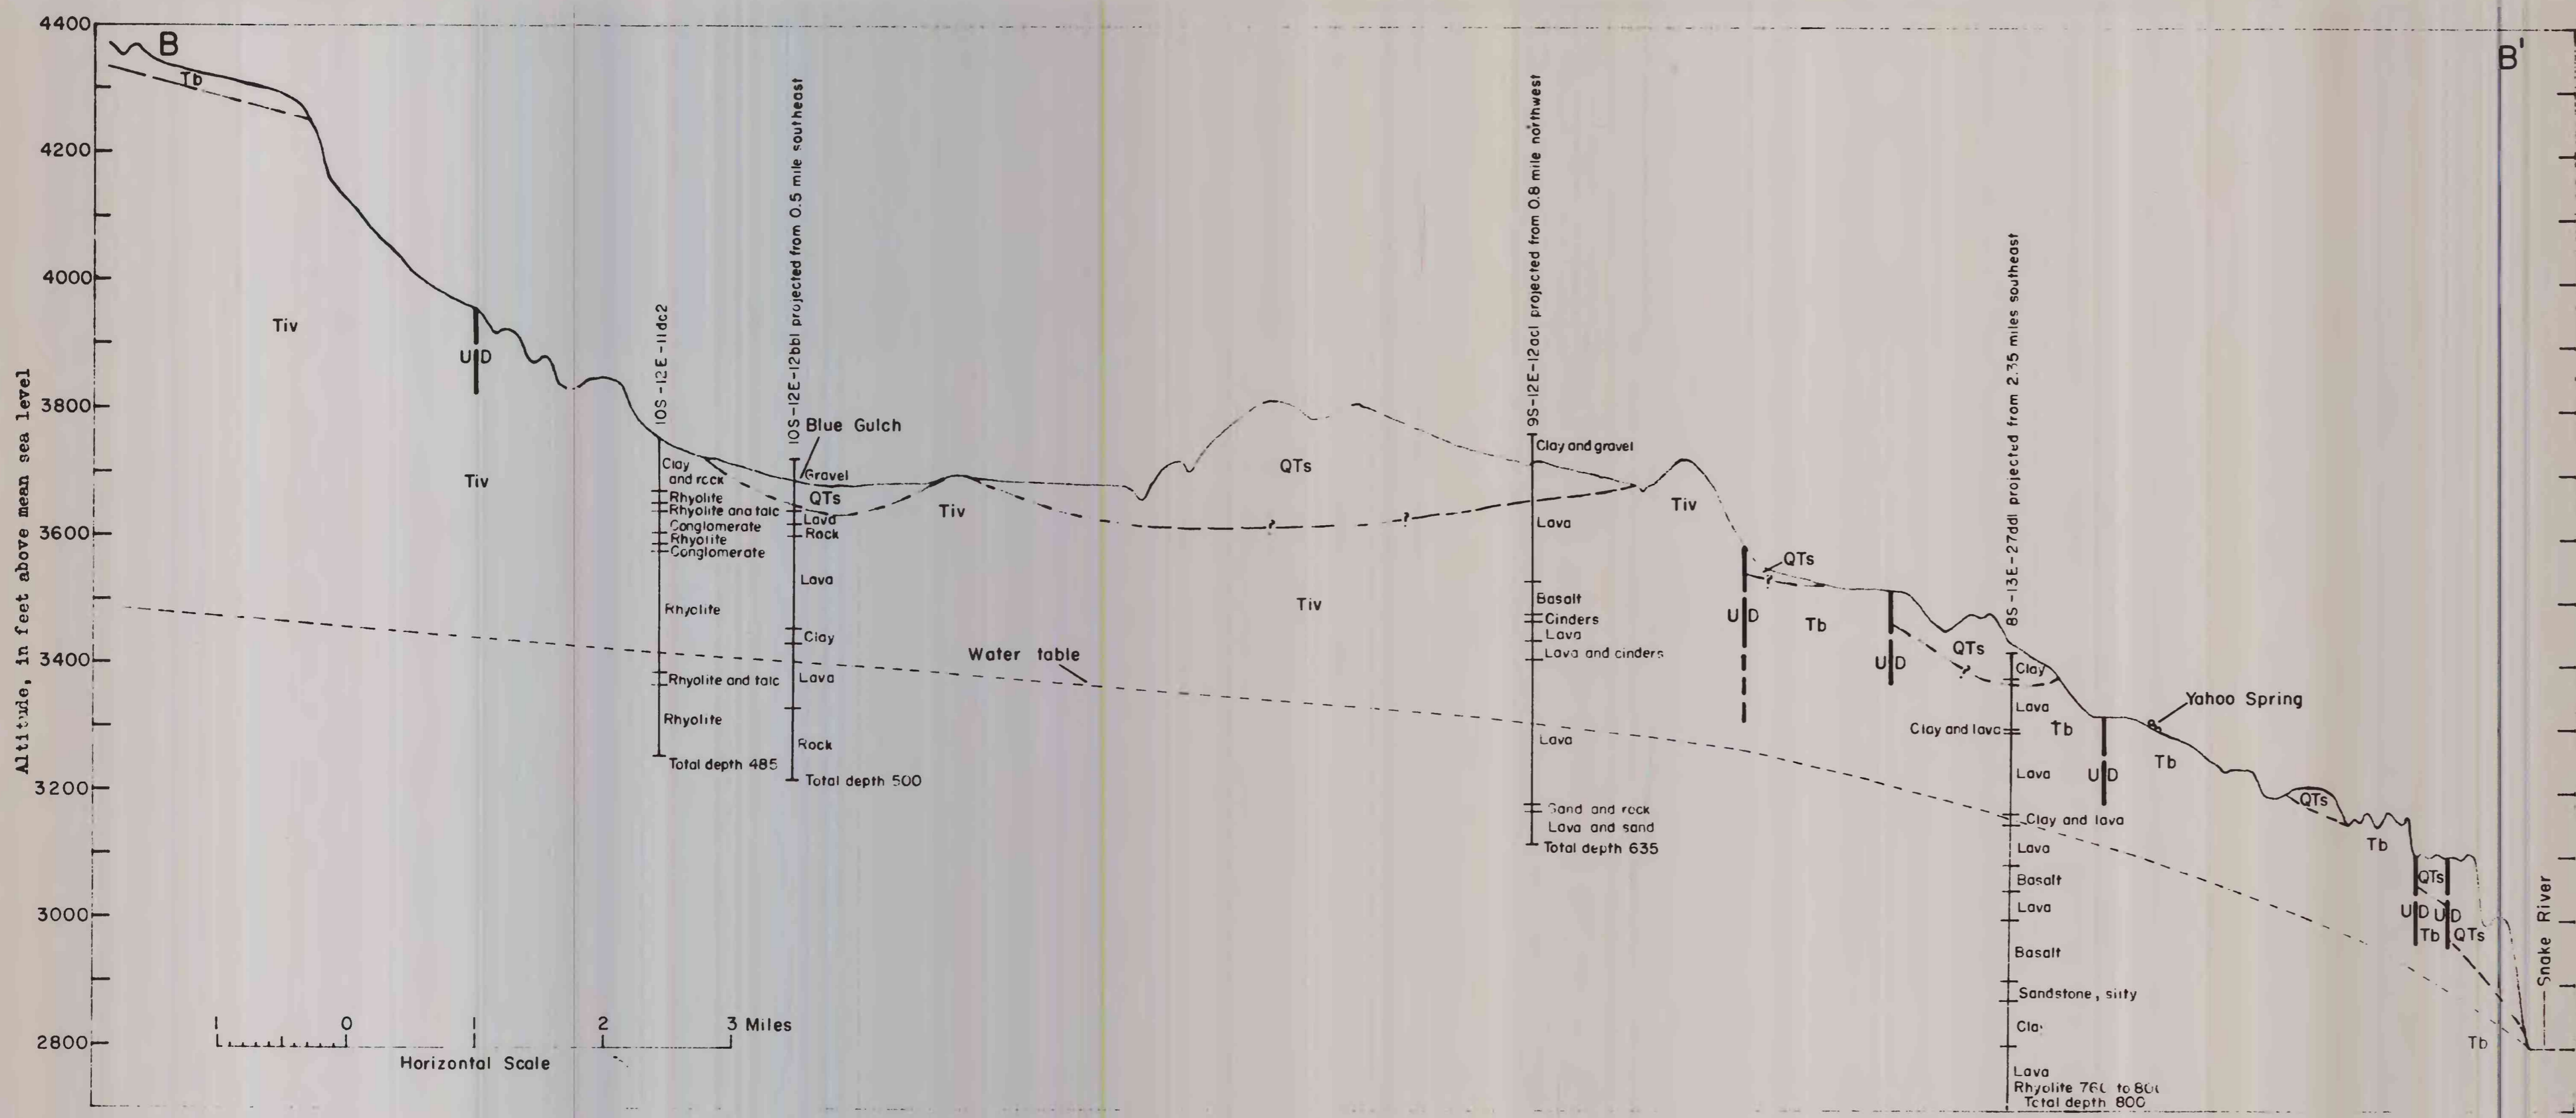 4400
4200
4000
3800
3600
3400
3200
3000
2800
Altitude, in feet above mean sea level
B
B'
Tb
Tiv
U D
Tiv
10S-12E-11dc2
Clay
and rock
Rhyolite
Rhyolite and talc
Conglomerate
Rhyolite
Conglomerate
Rhyolite
Rhyolite and talc
Rhyolite
Total depth 485
10S-12E-12bb1 projected from 0.5 mile southeast
Blue Gulch
Gravel
QTs
Lava
Rock
Lava
Clay
Lava
Rock
Total depth 500
Tiv
Water table
QTs
?
?
Tiv
9S-12E-12ac1 projected from 0.8 mile northwest
Clay and gravel
Lava
Basalt
Cinders
Lava
Lava and cinders
Lava
Sand and rock
Lava and sand
Total depth 635
Tiv
QTs
?
U D
Tb
U D
QTs
?
8S-13E-27dd1 projected from 2.35 miles southeast
Clay
Lava
Clay and lava
Tb
Lava
Clay and lava
Lava
Basalt
Lava
Basalt
Sandstone, silty
Lava
Total depth 800
U D
Yahoo Spring
Tb
QTs
Tb
QTs
U D U D
Tb QTs
Tb
Snake River
1 0 1 2 3 Miles
Horizontal Scale